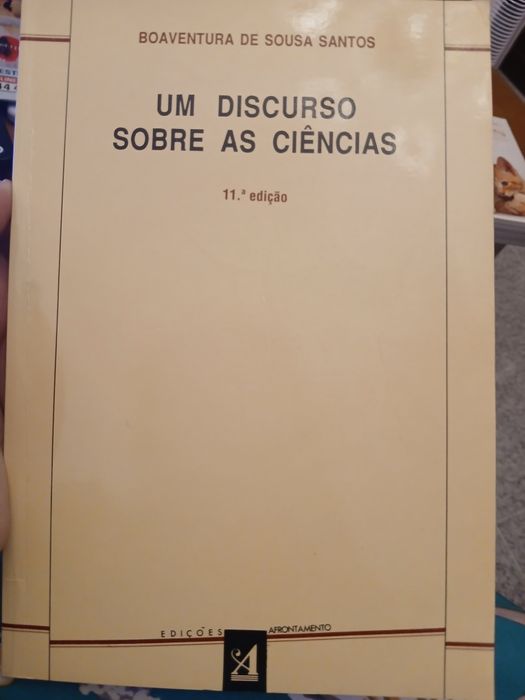 BOAVENTURA DE SOUSA SANTOS
UM DISCURSO
SOBRE AS CIÊNCIAS
11.ª edição
EDIÇÕES AFRONTAMENTO
A